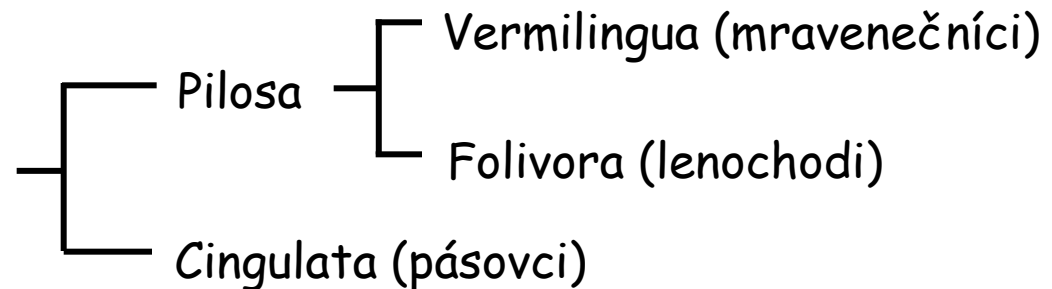 Vermilingua (mravenečníci)
Pilosa
Folivora (lenochodi)
Cingulata (pásovci)